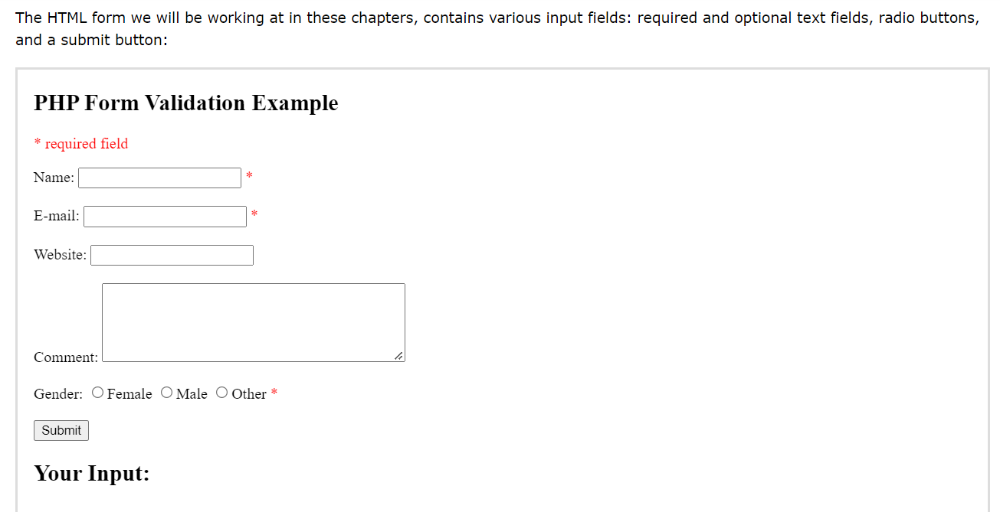 The HTML form we will be working at in these chapters, contains various input fields: required and optional text fields, radio buttons,
and a submit button:
PHP Form Validation Example
* required field
Name: *
E-mail: *
Website:
Comment:
Gender: Female Male Other *
Submit
Your Input: